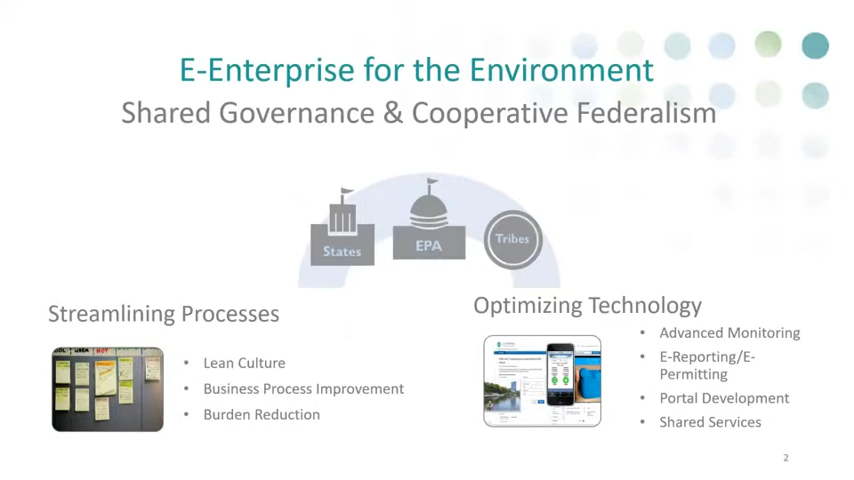 E-Enterprise for the Environment
Shared Governance & Cooperative Federalism
States
EPA
Tribes
Streamlining Processes
• Lean Culture
• Business Process Improvement
• Burden Reduction
Optimizing Technology
• Advanced Monitoring
• E-Reporting/E-
Permitting
• Portal Development
• Shared Services
2